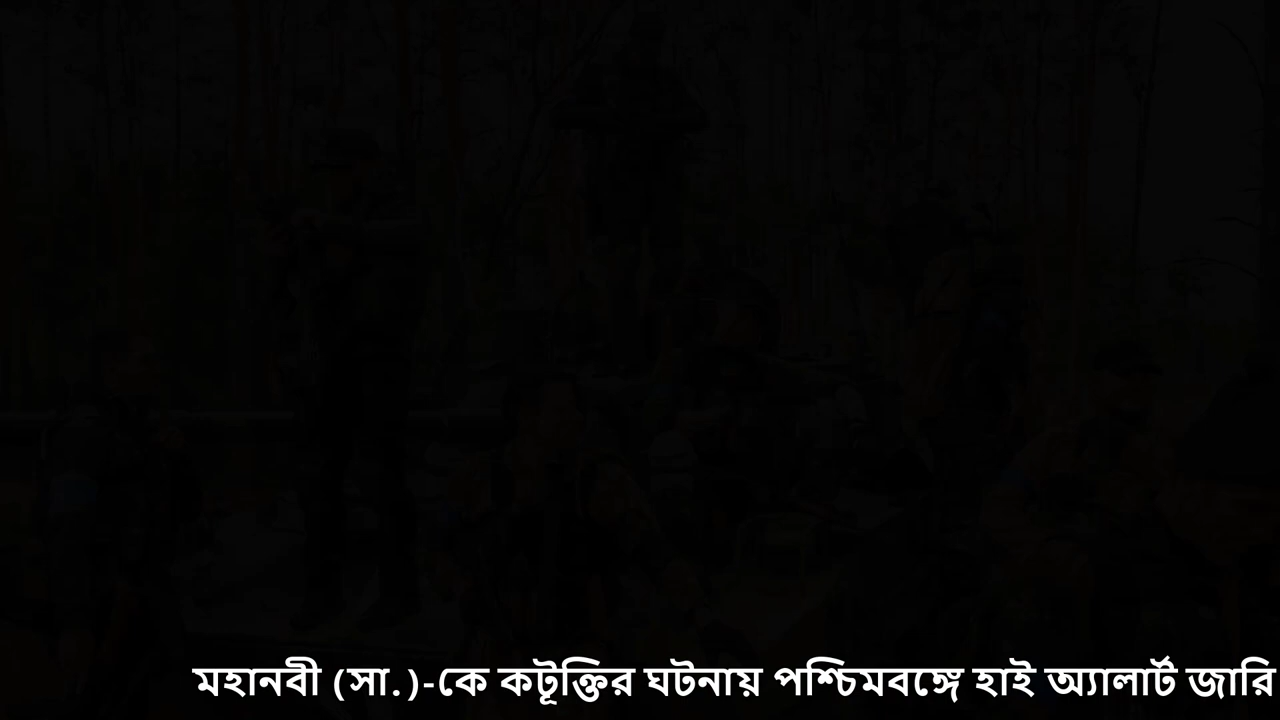 মহানবী (সা.)-কে কটূক্তির ঘটনায় পশ্চিমবঙ্গে হাই অ্যালার্ট জারি